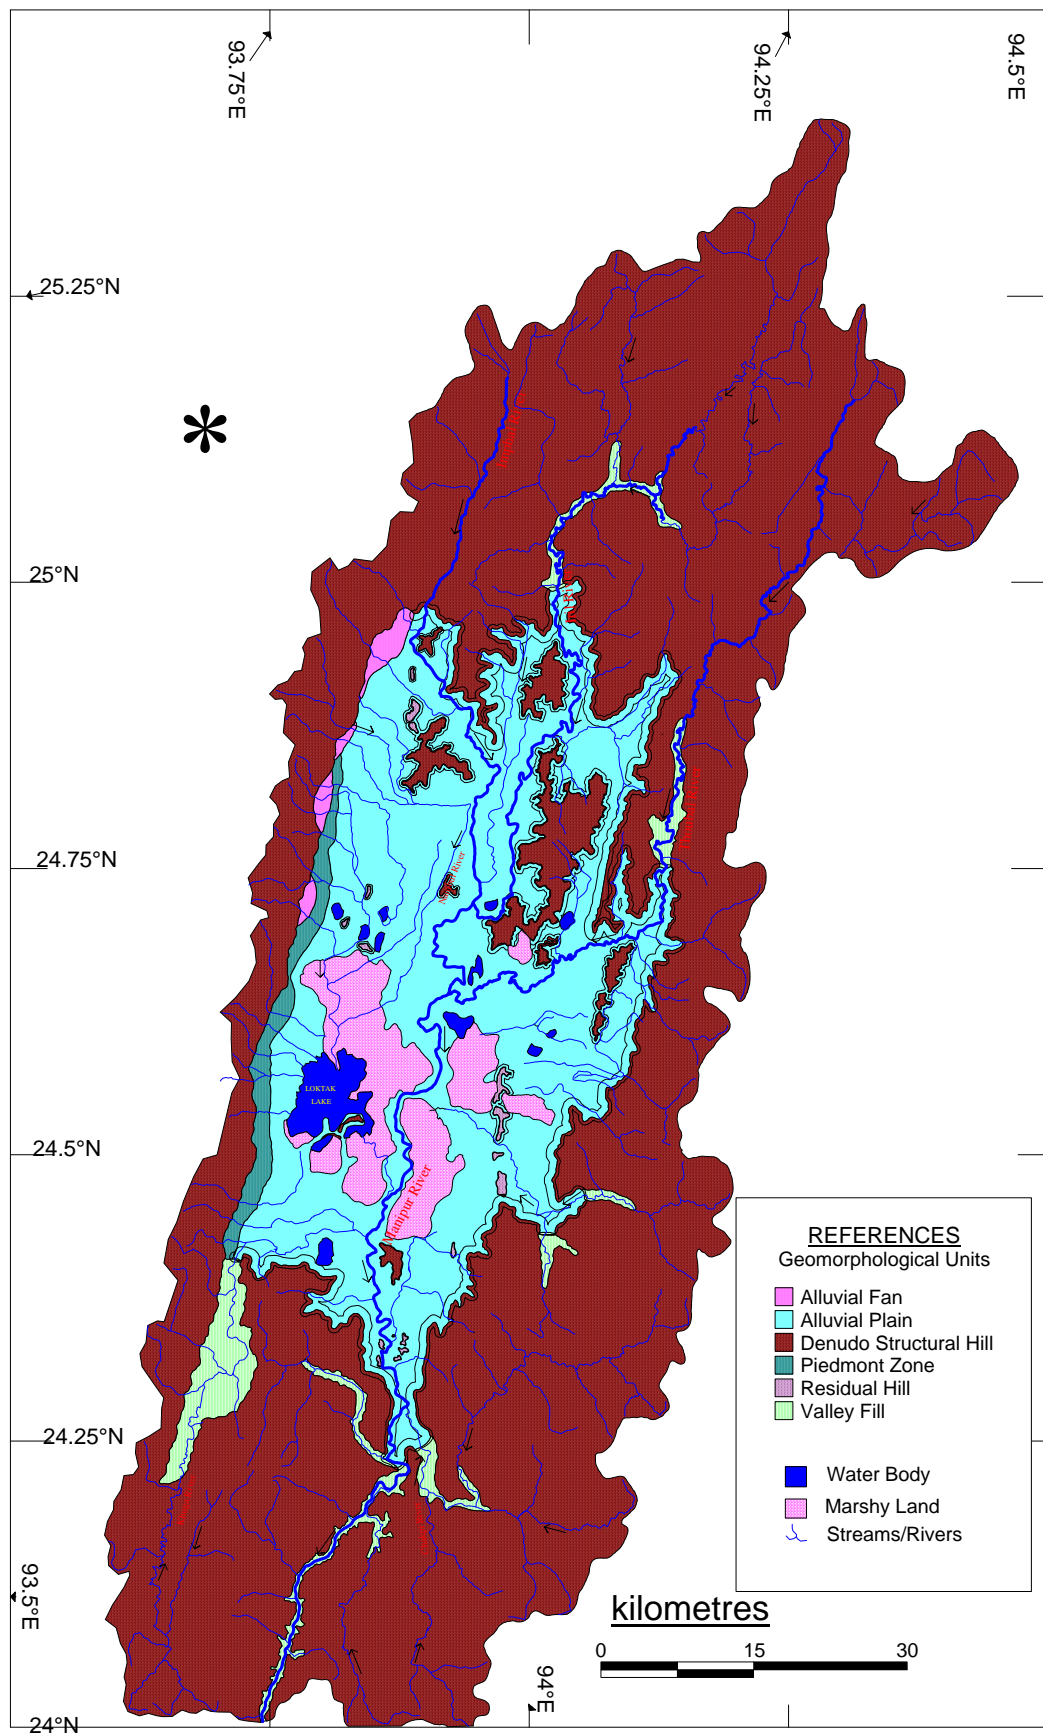 93.75°E
94.25°E
94.5°E
25.25°N
25°N
24.75°N
River
LOKTAK
LAKE
24.5°N
Manipur River
REFERENCES
Geomorphological Units
Alluvial Fan
Alluvial Plain
Denudo Structural Hill
Piedmont Zone
Residual Hill
Valley Fill
24.25°N
Water Body
Marshy Land
Streams/Rivers
93.5°E
kilometres
0 15 30
94°E
24°N